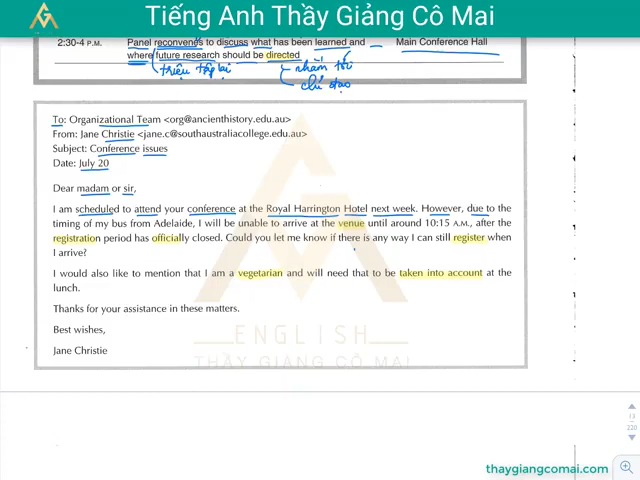 Tiếng Anh Thầy Giảng Cô Mai
2:30-4 P.M. Panel reconvenes to discuss what has been learned and Main Conference Hall
where future research should be directed
triệu tập lại
nhắm tới
chỉ đạo
To: Organizational Team <org@ancienthistory.edu.au>
From: Jane Christie <jane.c@southaustraliacollege.edu.au>
Subject: Conference issues
Date: July 20
Dear madam or sir,
I am scheduled to attend your conference at the Royal Harrington Hotel next week. However, due to the
timing of my bus from Adelaide, I will be unable to arrive at the venue until around 10:15 A.M., after the
registration period has officially closed. Could you let me know if there is any way I can still register when
I arrive?
I would also like to mention that I am a vegetarian and will need that to be taken into account at the
lunch.
Thanks for your assistance in these matters.
Best wishes,
Jane Christie
ENGLISH
THẦY GIẢNG CÔ MAI
13
220
thaygiangcomai.com